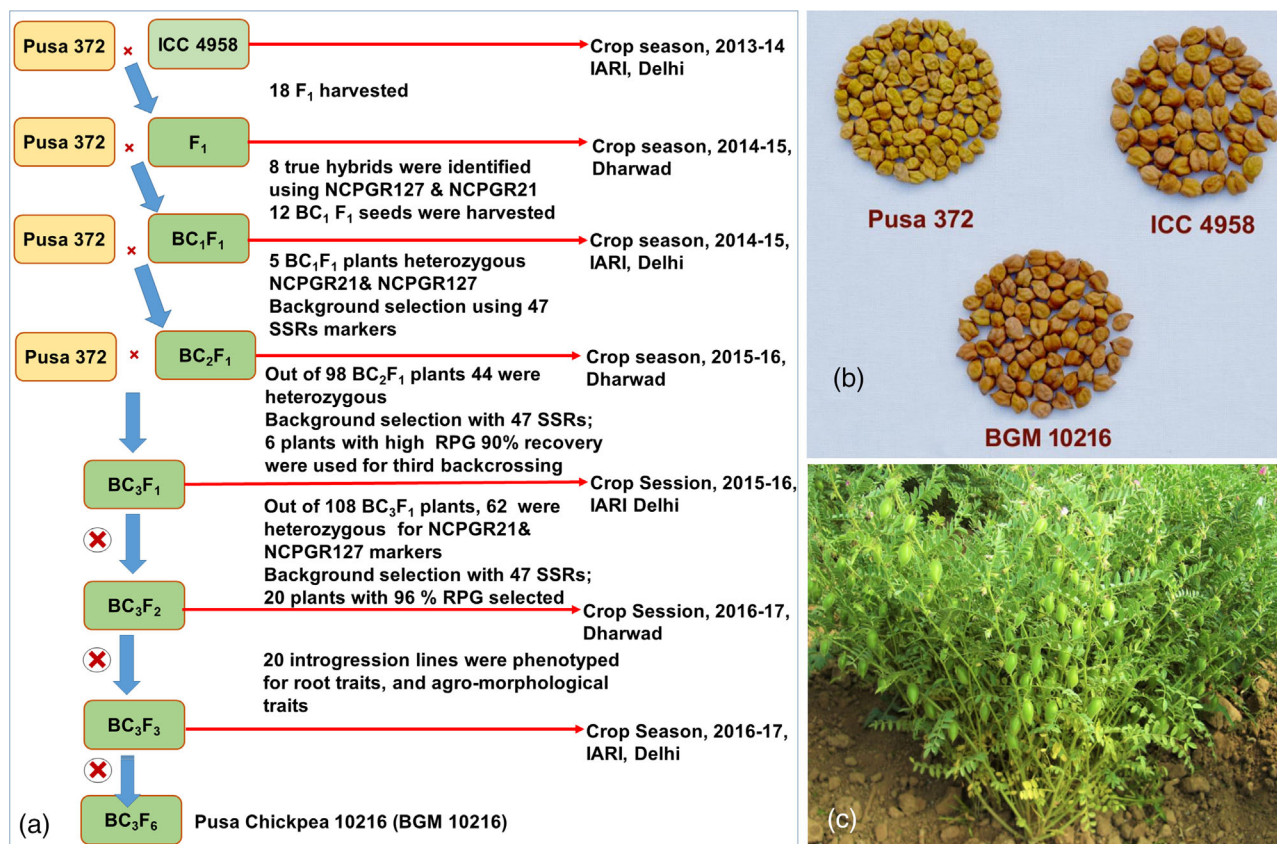 Pusa 372 × ICC 4958
Crop season, 2013-14
IARI, Delhi
18 F₁ harvested
Pusa 372 × F₁
Crop season, 2014-15,
Dharwad
8 true hybrids were identified
using NCPGR127 & NCPGR21
12 BC₁ F₁ seeds were harvested
Pusa 372 × BC₁F₁
Crop season, 2014-15,
IARI, Delhi
5 BC₁F₁ plants heterozygous
NCPGR21& NCPGR127
Background selection using 47
SSRs markers
Pusa 372 × BC₂F₁
Crop season, 2015-16,
Dharwad
Out of 98 BC₂F₁ plants 44 were
heterozygous
Background selection with 47 SSRs;
6 plants with high RPG 90% recovery
were used for third backcrossing
BC₃F₁
Crop Session, 2015-16,
IARI Delhi
Out of 108 BC₃F₁ plants, 62 were
heterozygous for NCPGR21&
NCPGR127 markers
Background selection with 47 SSRs;
20 plants with 96 % RPG selected
BC₃F₂
Crop Session, 2016-17,
Dharwad
20 introgression lines were phenotyped
for root traits, and agro-morphological
traits
BC₃F₃
Crop Season, 2016-17,
IARI, Delhi
BC₃F₆
Pusa Chickpea 10216 (BGM 10216)
(a)
Pusa 372
ICC 4958
BGM 10216
(b)
(c)